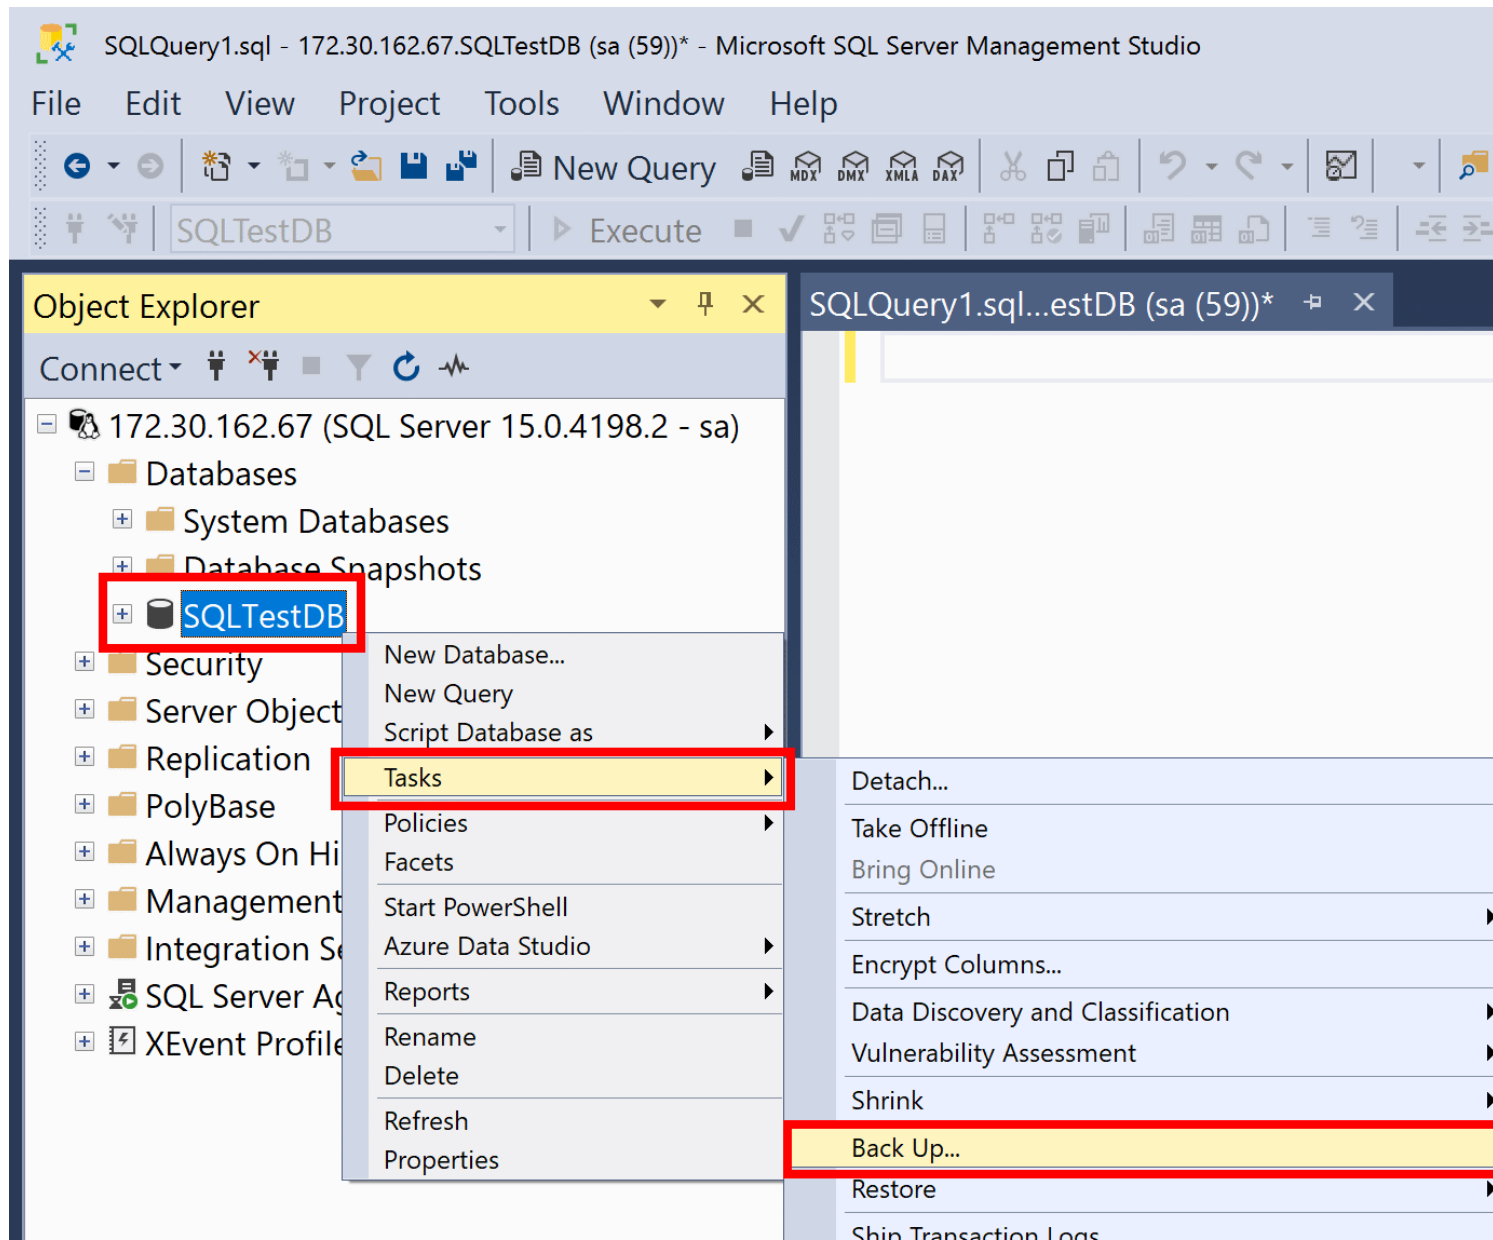 SQLQuery1.sql - 172.30.162.67.SQLTestDB (sa (59))* - Microsoft SQL Server Management Studio
File Edit View Project Tools Window Help
New Query MDX DMX XMLA DAX
SQLTestDB Execute
Object Explorer
SQLQuery1.sql...estDB (sa (59))*
Connect
172.30.162.67 (SQL Server 15.0.4198.2 - sa)
Databases
System Databases
Database Snapshots
SQLTestDB
Security
Server Object
Replication
PolyBase
Always On Hi
Management
Integration Se
SQL Server Ag
XEvent Profile
New Database...
New Query
Script Database as
Tasks
Policies
Facets
Start PowerShell
Azure Data Studio
Reports
Rename
Delete
Refresh
Properties
Detach...
Take Offline
Bring Online
Stretch
Encrypt Columns...
Data Discovery and Classification
Vulnerability Assessment
Shrink
Back Up...
Restore
Ship Transaction Logs